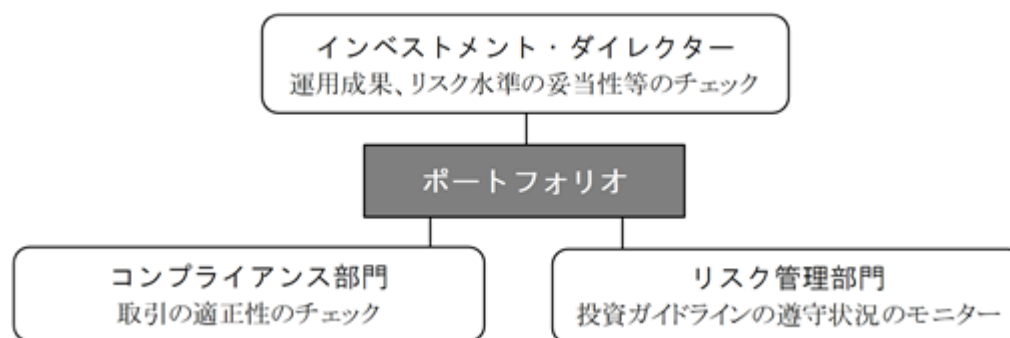 インベストメント・ダイレクター
運用成果、リスク水準の妥当性等のチェック
ポートフォリオ
コンプライアンス部門
取引の適正性のチェック
リスク管理部門
投資ガイドラインの遵守状況のモニター